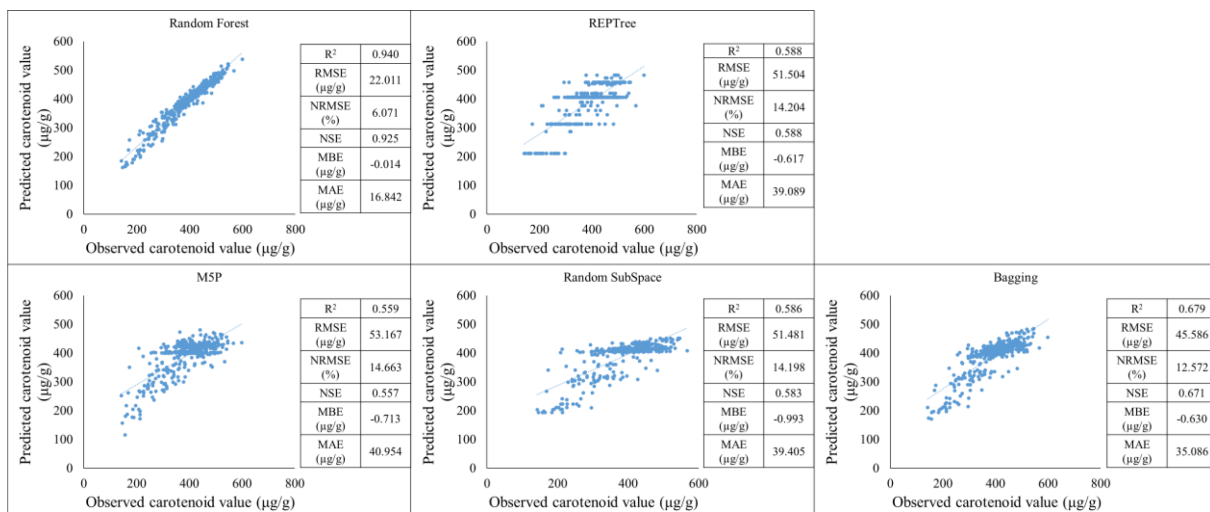 Random Forest
Predicted carotenoid value
(µg/g)
600
500
400
300
200
100
0
0 200 400 600 800
Observed carotenoid value (µg/g)
R² 0.940
RMSE
(µg/g) 22.011
NRMSE
(%) 6.071
NSE 0.925
MBE
(µg/g) -0.014
MAE
(µg/g) 16.842
REPTree
Predicted carotenoid value
(µg/g)
600
500
400
300
200
100
0
0 200 400 600 800
Observed carotenoid value (µg/g)
R² 0.588
RMSE
(µg/g) 51.504
NRMSE
(%) 14.204
NSE 0.588
MBE
(µg/g) -0.617
MAE
(µg/g) 39.089
M5P
Predicted carotenoid value
(µg/g)
600
500
400
300
200
100
0
0 200 400 600 800
Observed carotenoid value (µg/g)
R² 0.559
RMSE
(µg/g) 53.167
NRMSE
(%) 14.663
NSE 0.557
MBE
(µg/g) -0.713
MAE
(µg/g) 40.954
Random SubSpace
Predicted carotenoid value
(µg/g)
600
500
400
300
200
100
0
0 200 400 600 800
Observed carotenoid value (µg/g)
R² 0.586
RMSE
(µg/g) 51.481
NRMSE
(%) 14.198
NSE 0.583
MBE
(µg/g) -0.993
MAE
(µg/g) 39.405
Bagging
Predicted carotenoid value
(µg/g)
600
500
400
300
200
100
0
0 200 400 600 800
Observed carotenoid value (µg/g)
R² 0.679
RMSE
(µg/g) 45.586
NRMSE
(%) 12.572
NSE 0.671
MBE
(µg/g) -0.630
MAE
(µg/g) 35.086